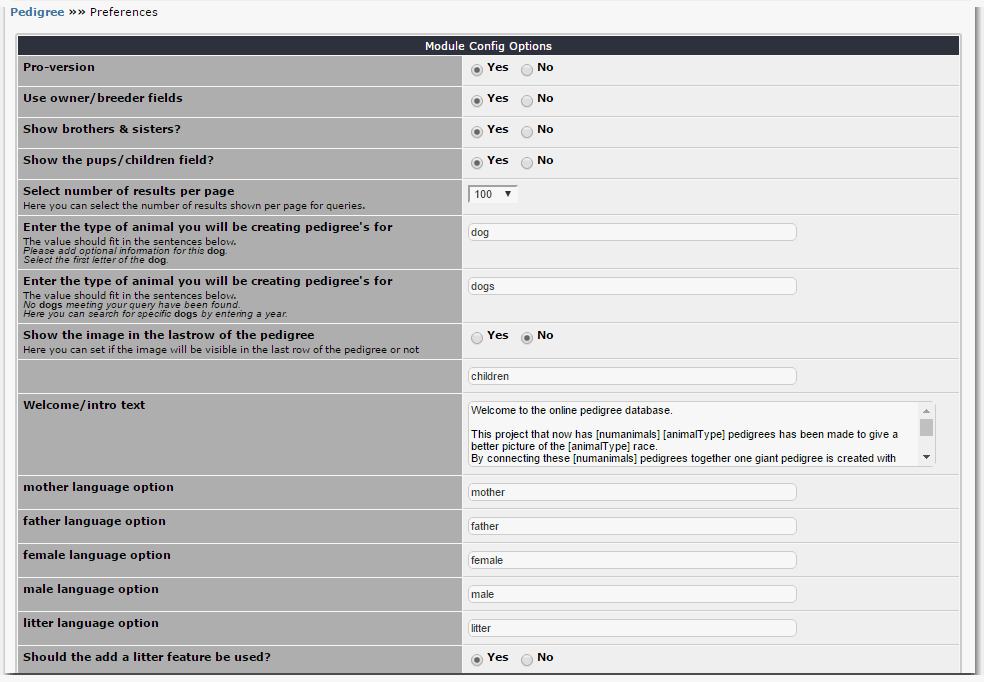 Pedigree »» Preferences
Module Config Options
Pro-version
Yes No
Use owner/breeder fields
Yes No
Show brothers & sisters?
Yes No
Show the pups/children field?
Yes No
Select number of results per page
Here you can select the number of results shown per page for queries.
100
Enter the type of animal you will be creating pedigree's for
The value should fit in the sentences below.
Please add optional information for this dog.
Select the first letter of the dog.
dog
Enter the type of animal you will be creating pedigree's for
The value should fit in the sentences below.
No dogs meeting your query have been found.
Here you can search for specific dogs by entering a year.
dogs
Show the image in the lastrow of the pedigree
Here you can set if the image will be visible in the last row of the pedigree or not
Yes No
children
Welcome/intro text
Welcome to the online pedigree database.
This project that now has [numanimals] [animalType] pedigrees has been made to give a
better picture of the [animalType] race.
By connecting these [numanimals] pedigrees together one giant pedigree is created with
mother language option
mother
father language option
father
female language option
female
male language option
male
litter language option
litter
Should the add a litter feature be used?
Yes No